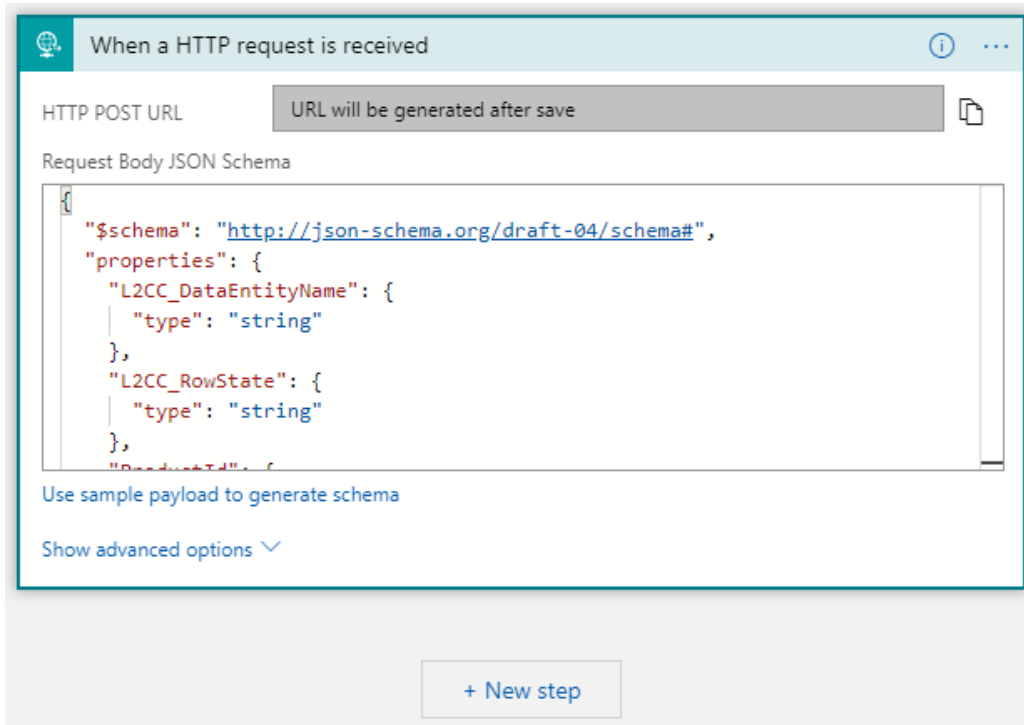 When a HTTP request is received
HTTP POST URL
URL will be generated after save
Request Body JSON Schema
{
"$schema": "http://json-schema.org/draft-04/schema#",
"properties": {
"L2CC_DataEntityName": {
"type": "string"
},
"L2CC_RowState": {
"type": "string"
},
"ProductId": {
Use sample payload to generate schema
Show advanced options
+ New step